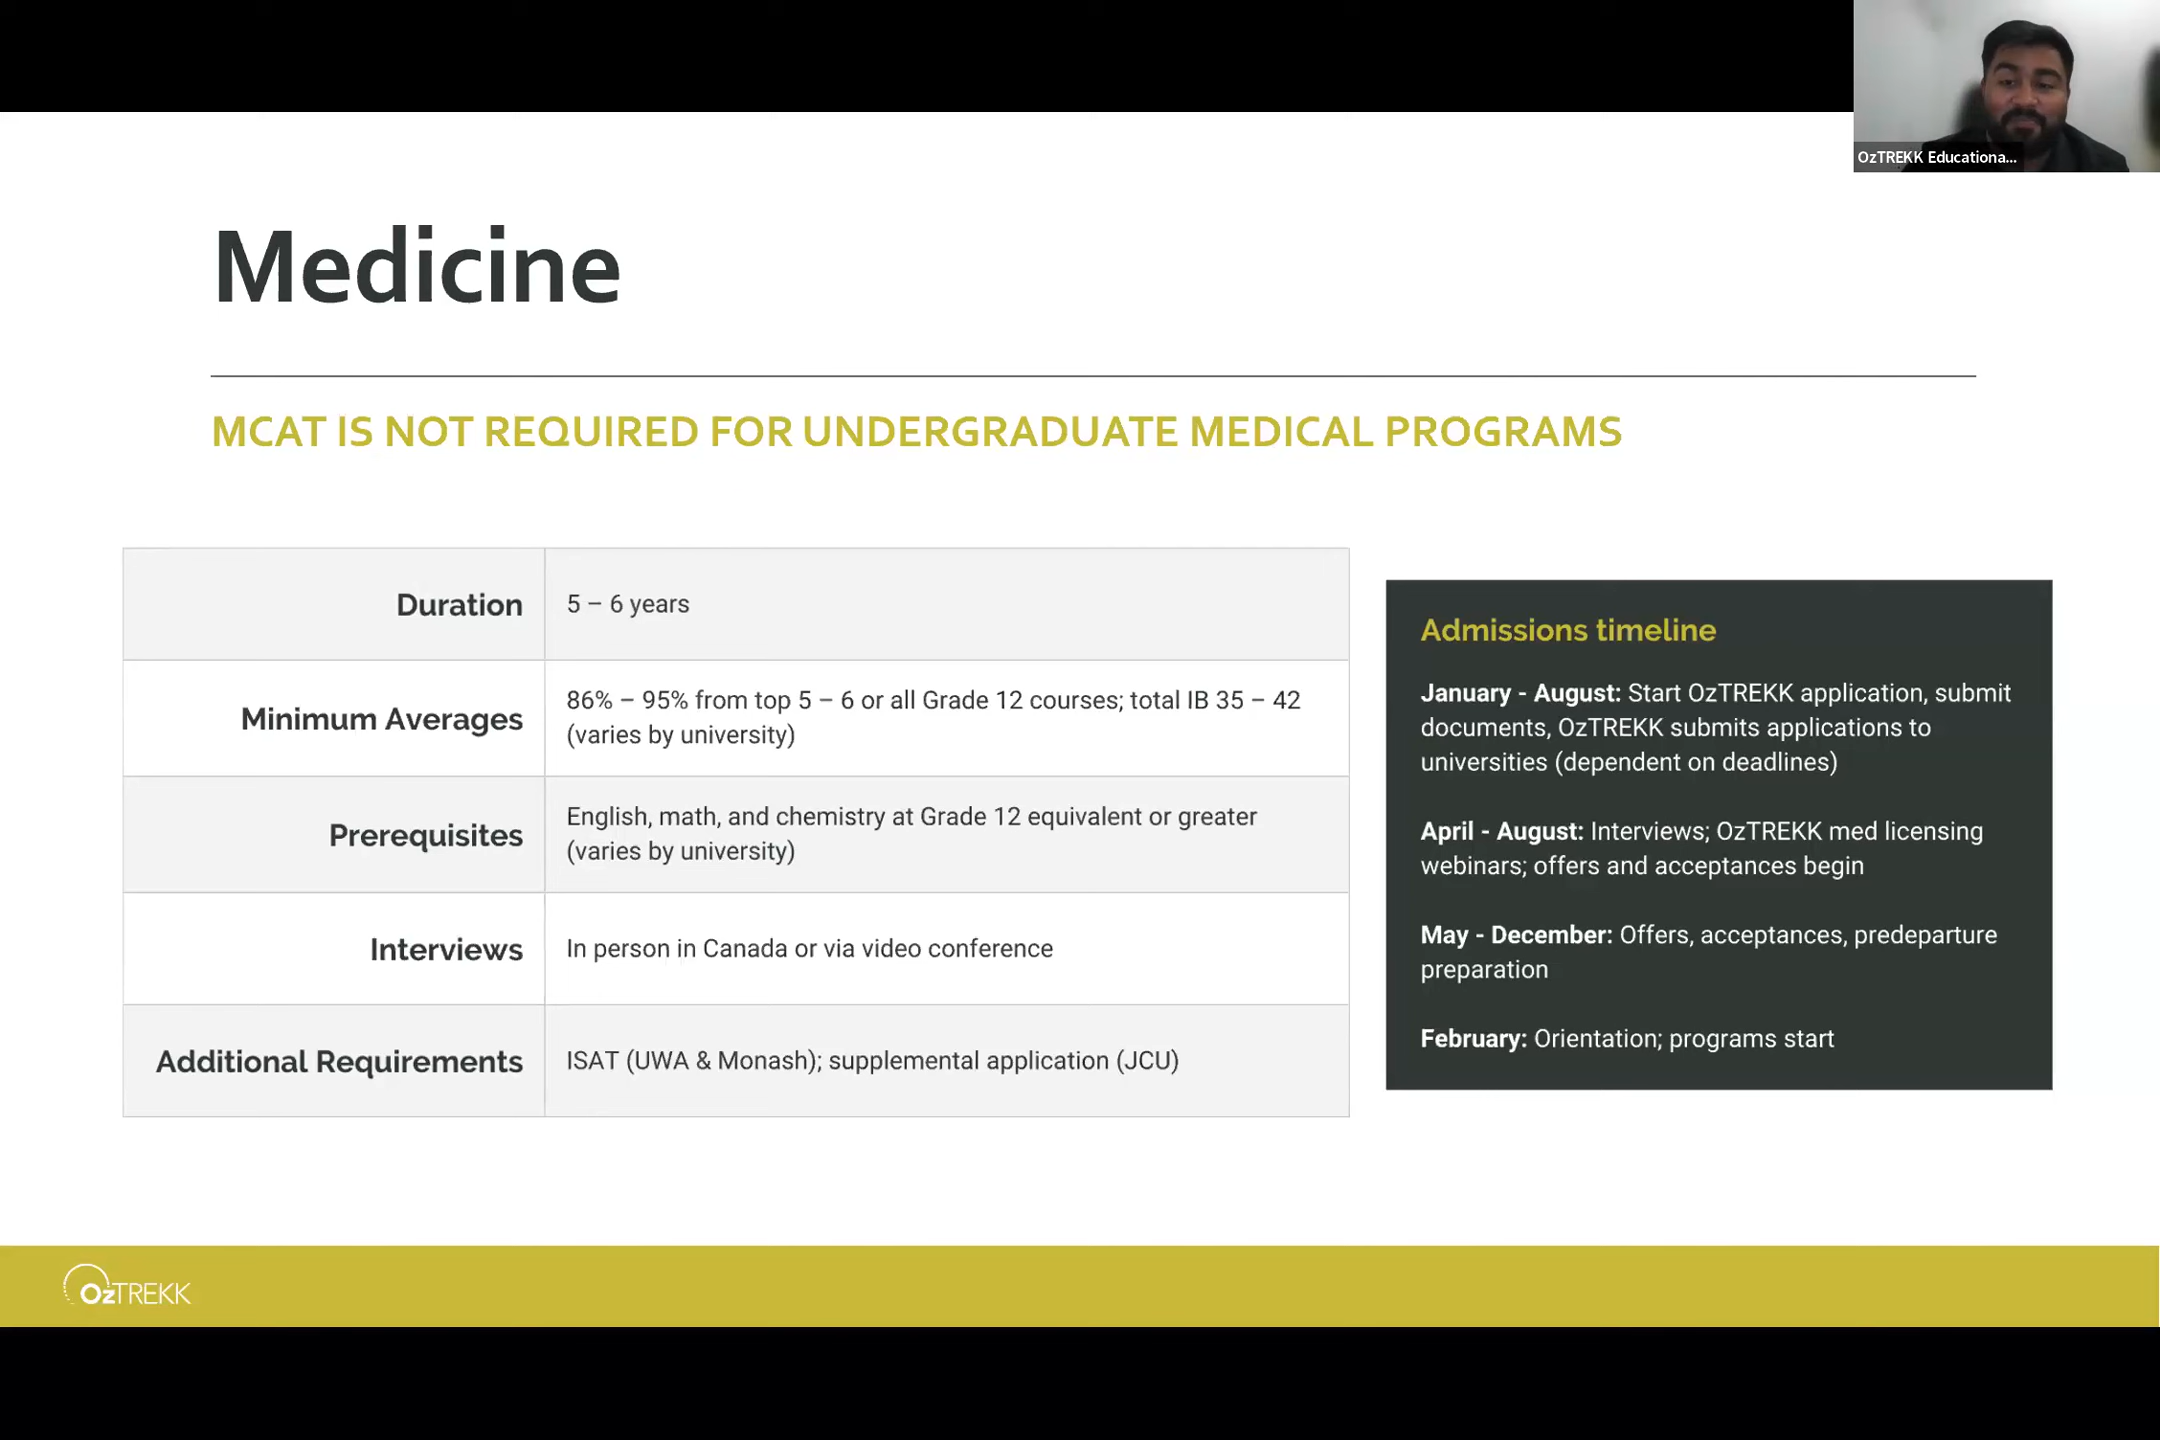 OzTREKK Educationa...
Medicine
MCAT IS NOT REQUIRED FOR UNDERGRADUATE MEDICAL PROGRAMS
Duration
5 – 6 years
Minimum Averages
86% – 95% from top 5 – 6 or all Grade 12 courses; total IB 35 – 42
(varies by university)
Prerequisites
English, math, and chemistry at Grade 12 equivalent or greater
(varies by university)
Interviews
In person in Canada or via video conference
Additional Requirements
ISAT (UWA & Monash); supplemental application (JCU)
Admissions timeline
January - August: Start OzTREKK application, submit
documents, OzTREKK submits applications to
universities (dependent on deadlines)
April - August: Interviews; OzTREKK med licensing
webinars; offers and acceptances begin
May - December: Offers, acceptances, predeparture
preparation
February: Orientation; programs start
OzTREKK